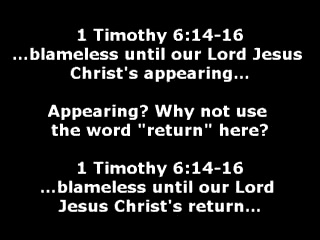 1 Timothy 6:14-16
...blameless until our Lord Jesus
Christ's appearing...
Appearing? Why not use
the word "return" here?
1 Timothy 6:14-16
...blameless until our Lord
Jesus Christ's return...